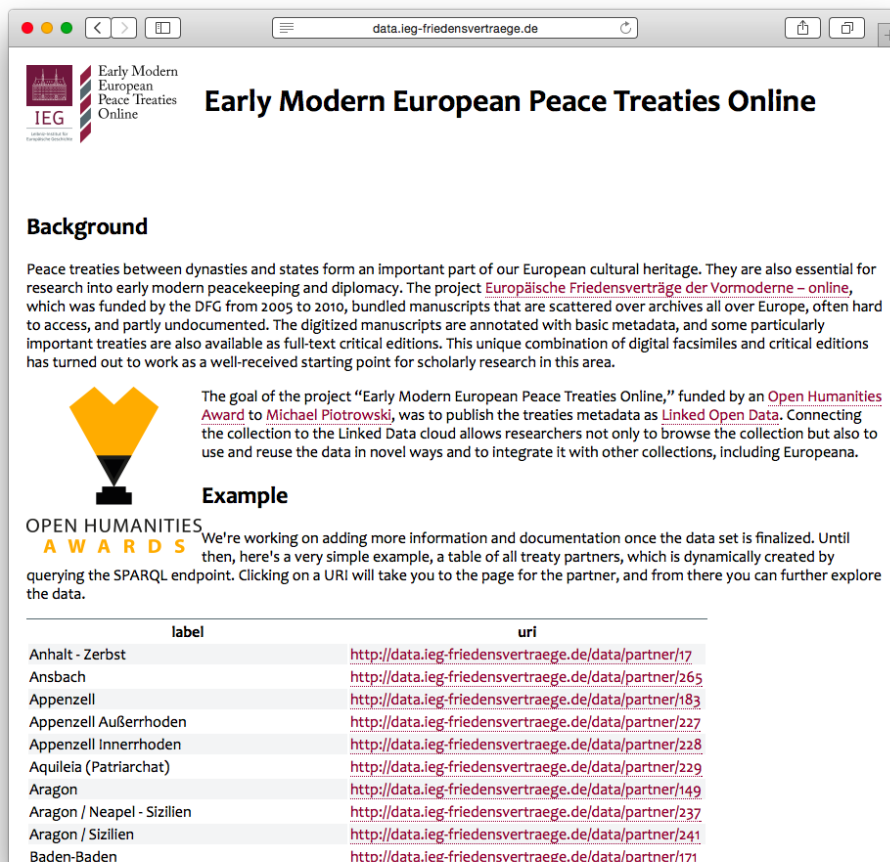 data.ieg-friedensvertraege.de
Early Modern
European
Peace Treaties
Online
IEG
Early Modern European Peace Treaties Online
Background
Peace treaties between dynasties and states form an important part of our European cultural heritage. They are also essential for
research into early modern peacekeeping and diplomacy. The project Europäische Friedensverträge der Vormoderne – online,
which was funded by the DFG from 2005 to 2010, bundled manuscripts that are scattered over archives all over Europe, often hard
to access, and partly undocumented. The digitized manuscripts are annotated with basic metadata, and some particularly
important treaties are also available as full-text critical editions. This unique combination of digital facsimiles and critical editions
has turned out to work as a well-received starting point for scholarly research in this area.
The goal of the project “Early Modern European Peace Treaties Online,” funded by an Open Humanities
Award to Michael Piotrowski, was to publish the treaties metadata as Linked Open Data. Connecting
the collection to the Linked Data cloud allows researchers not only to browse the collection but also to
use and reuse the data in novel ways and to integrate it with other collections, including Europeana.
OPEN HUMANITIES
AWARDS
Example
We're working on adding more information and documentation once the data set is finalized. Until
then, here's a very simple example, a table of all treaty partners, which is dynamically created by
querying the SPARQL endpoint. Clicking on a URI will take you to the page for the partner, and from there you can further explore
the data.
label uri
Anhalt - Zerbst http://data.ieg-friedensvertraege.de/data/partner/17
Ansbach http://data.ieg-friedensvertraege.de/data/partner/265
Appenzell http://data.ieg-friedensvertraege.de/data/partner/183
Appenzell Außerrhoden http://data.ieg-friedensvertraege.de/data/partner/227
Appenzell Innerrhoden http://data.ieg-friedensvertraege.de/data/partner/228
Aquileia (Patriarchat) http://data.ieg-friedensvertraege.de/data/partner/229
Aragon http://data.ieg-friedensvertraege.de/data/partner/149
Aragon / Neapel - Sizilien http://data.ieg-friedensvertraege.de/data/partner/237
Aragon / Sizilien http://data.ieg-friedensvertraege.de/data/partner/241
Baden-Baden http://data.ieg-friedensvertraege.de/data/partner/171